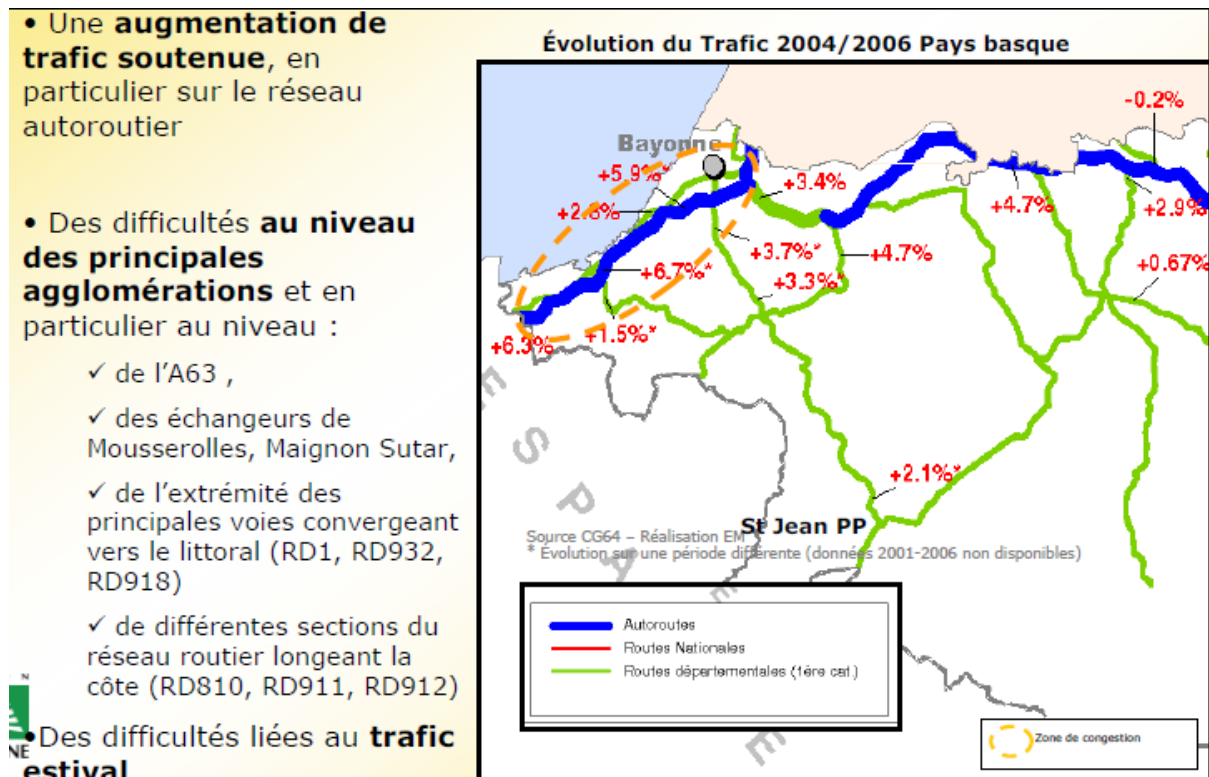 • Une augmentation de
trafic soutenue, en
particulier sur le réseau
autoroutier
• Des difficultés au niveau
des principales
agglomérations et en
particulier au niveau :
✓ de l'A63 ,
✓ des échangeurs de
Mousserolles, Maignon Sutar,
✓ de l'extrémité des
principales voies convergeant
vers le littoral (RD1, RD932,
RD918)
✓ de différentes sections du
réseau routier longeant la
côte (RD810, RD911, RD912)
•Des difficultés liées au trafic
estival
N
NE
Évolution du Trafic 2004/2006 Pays basque
-0.2%
Bayonne
+5.9%*
+3.4%
+4.7%
+2.9%
+3.7%*
+4.7%
+6.7%*
+3.3%*
+0.67%
+1.5%*
+6.3%
+2.1%*
St Jean PP
E S P A
E
Source CG64 – Réalisation EM
* Évolution sur une période différente (données 2001-2006 non disponibles)
Autoroutes
Routes Nationales
Routes départementales (1ère cat.)
Zone de congestion